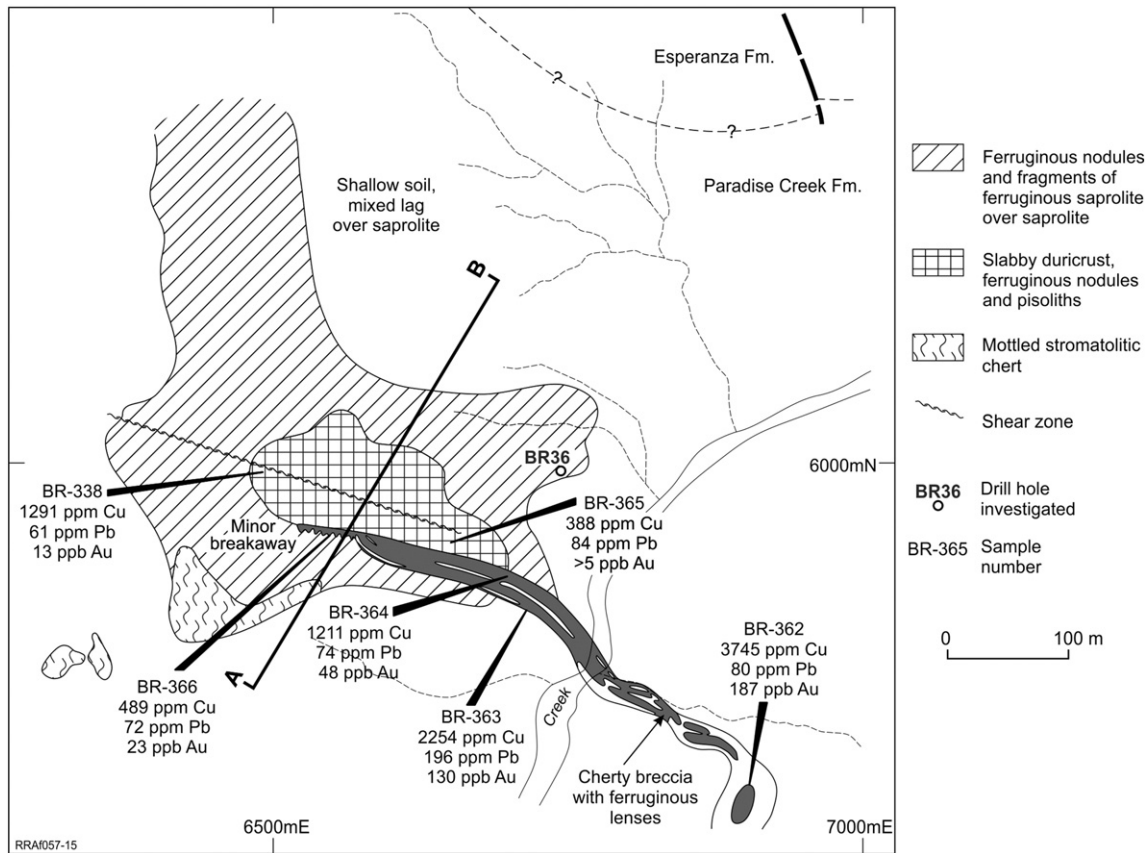 Esperanza Fm.
?
?
Paradise Creek Fm.
Shallow soil,
mixed lag
over saprolite
B
BR36
6000mN
BR-338
1291 ppm Cu
61 ppm Pb
13 ppb Au
Minor
breakaway
BR-365
388 ppm Cu
84 ppm Pb
>5 ppb Au
BR-364
1211 ppm Cu
74 ppm Pb
48 ppb Au
A
BR-366
489 ppm Cu
72 ppm Pb
23 ppb Au
BR-363
2254 ppm Cu
196 ppm Pb
130 ppb Au
Creek
BR-362
3745 ppm Cu
80 ppm Pb
187 ppb Au
Cherty breccia
with ferruginous
lenses
6500mE
7000mE
RRAf057-15
Ferruginous nodules
and fragments of
ferruginous saprolite
over saprolite
Slabby duricrust,
ferruginous nodules
and pisoliths
Mottled stromatolitic
chert
Shear zone
BR36 Drill hole
investigated
BR-365 Sample
number
0 100 m